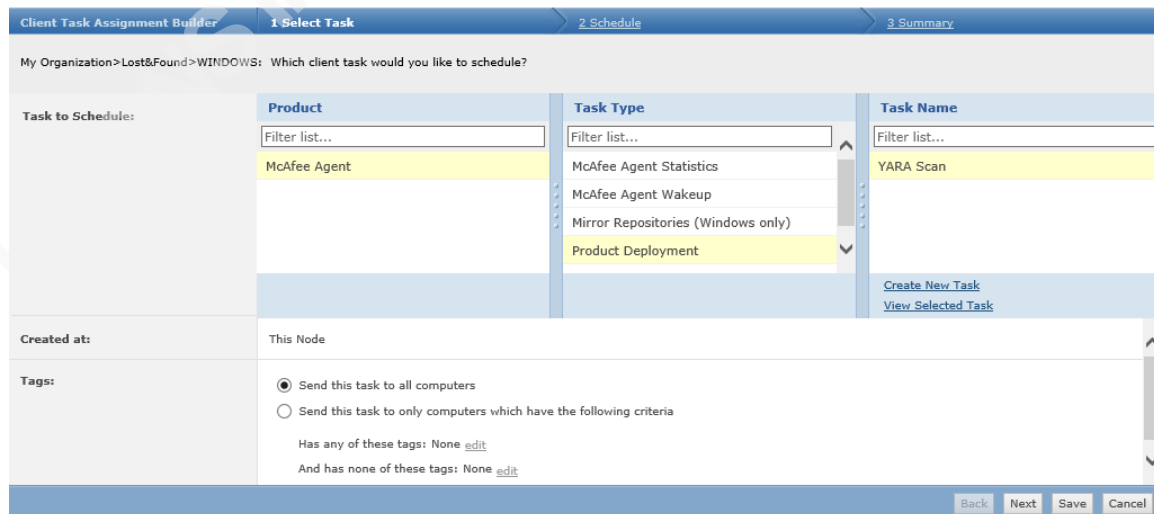 Client Task Assignment Builder 1 Select Task 2 Schedule 3 Summary
My Organization>Lost&Found>WINDOWS: Which client task would you like to schedule?
Task to Schedule:
Product Task Type Task Name
Filter list... Filter list... Filter list...
McAfee Agent McAfee Agent Statistics YARA Scan
McAfee Agent Wakeup
Mirror Repositories (Windows only)
Product Deployment
Create New Task
View Selected Task
Created at: This Node
Tags:
Send this task to all computers
Send this task to only computers which have the following criteria
Has any of these tags: None edit
And has none of these tags: None edit
Back Next Save Cancel